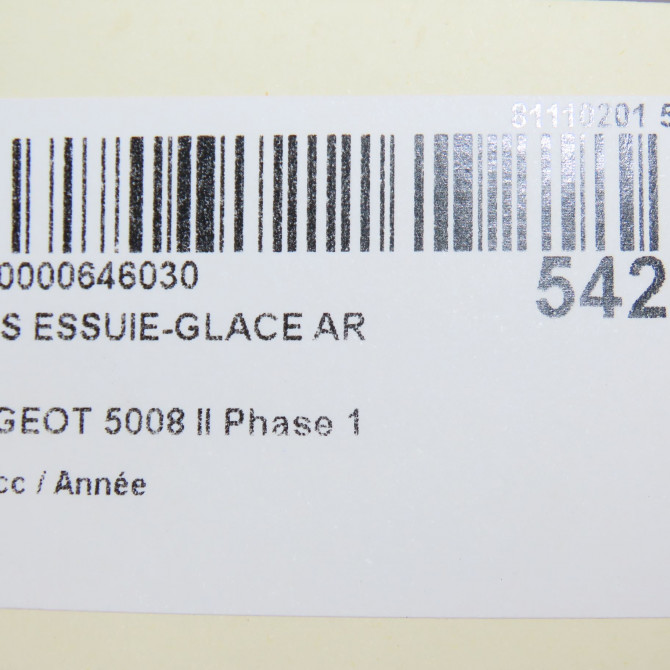 81110201 5
0000646030
542
S ESSUIE-GLACE AR
GEOT 5008 II Phase 1
cc / Année